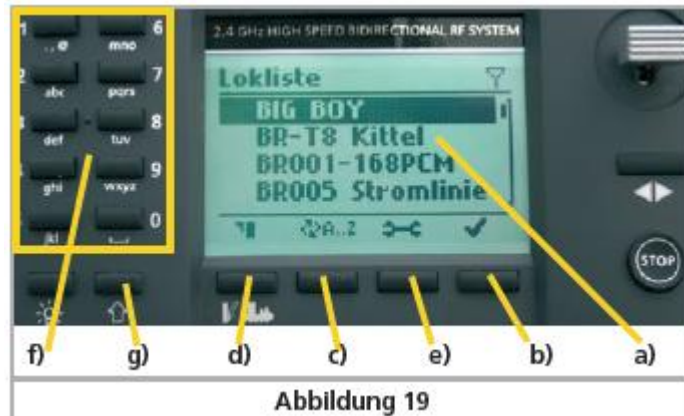 2.4 GHz HIGH SPEED BIDIRECTIONAL RF SYSTEM
1 6
., @ mno
7
abc pqrs
8
def tuv
9
ghi wxyz
0
jkl
Lokliste
BIG BOY
BR-T8 Kittel
BR001-168PCM
BR005 Stromlinie
A..Z
STOP
f) g) d) c) e) b) a)
Abbildung 19